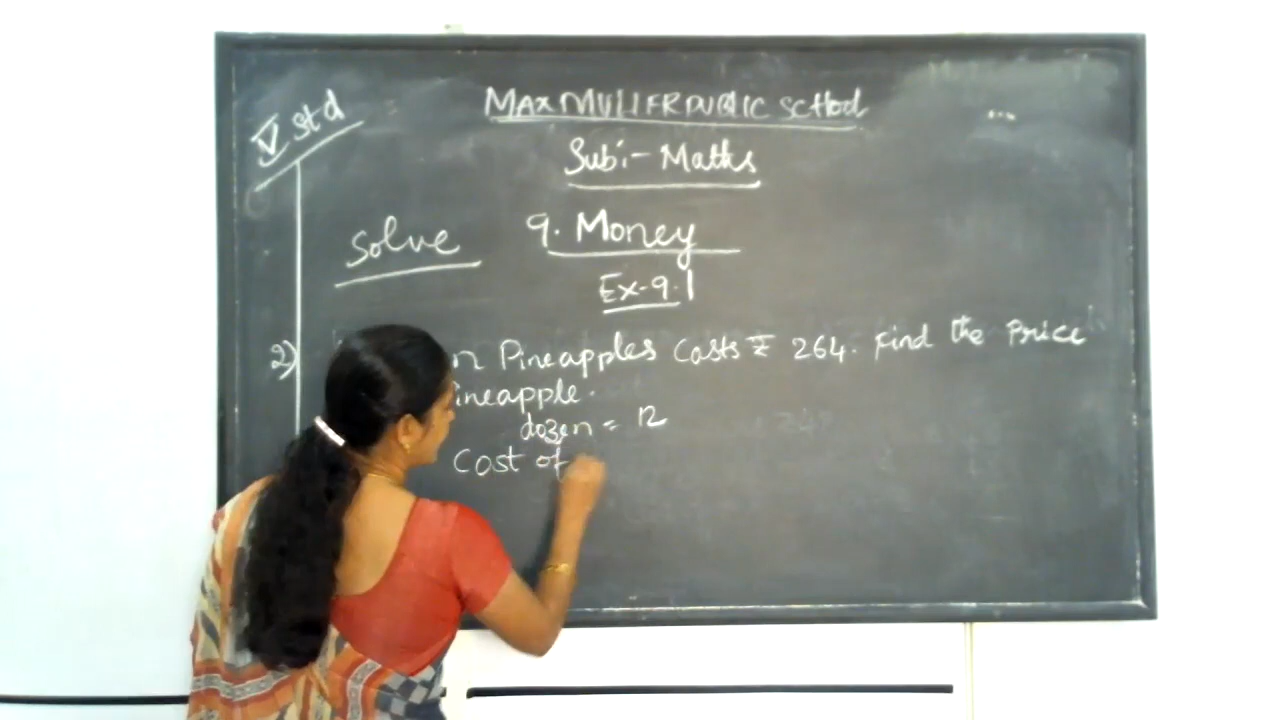 V Std
MAX MULLER PUBLIC SCHool
Sub:- Maths
Solve 9. Money
Ex-9.1
2) n Pineapples Costs ₹ 264. Find the Price
ineapple.
dozen = 12
Cost of